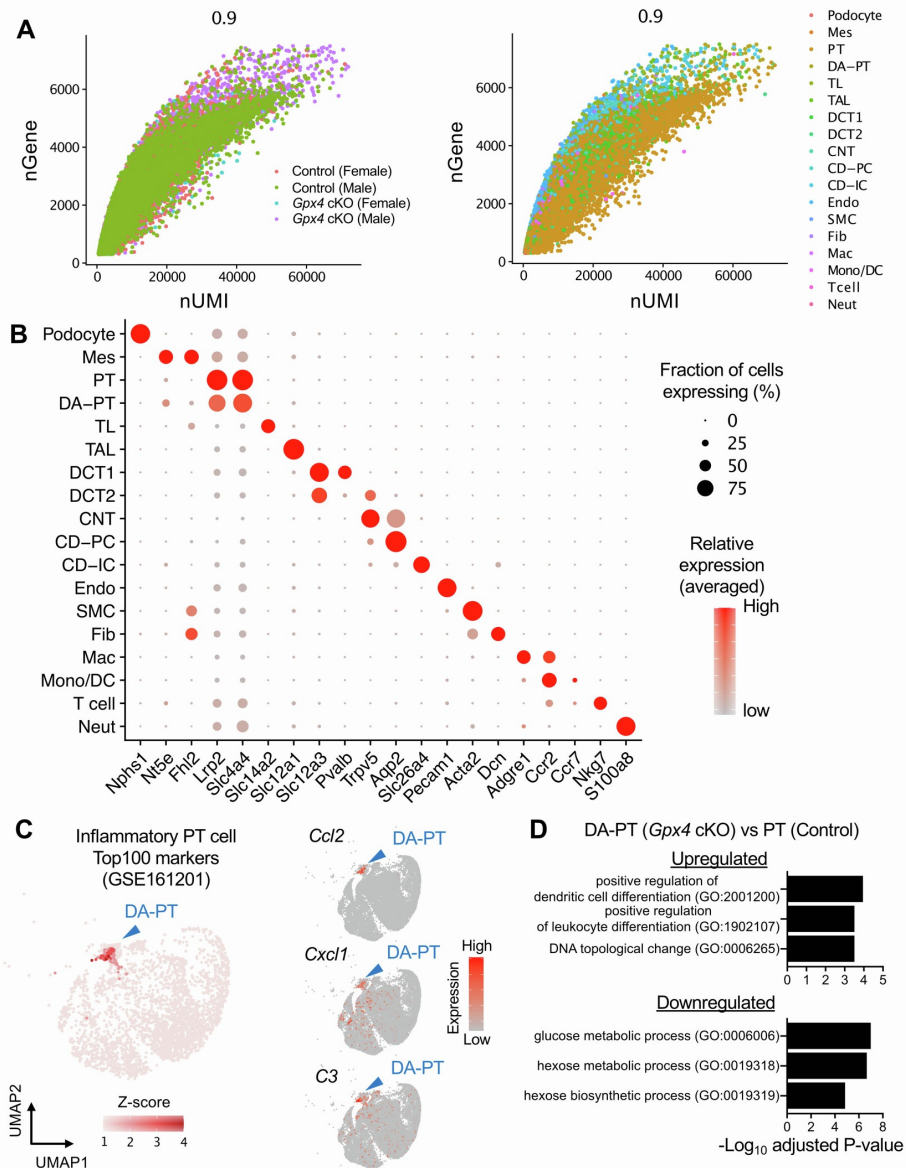 A
0.9
nGene
6000
4000
2000
0
Control (Female)
Control (Male)
Gpx4 cKO (Female)
Gpx4 cKO (Male)
0
20000
40000
60000
nUMI
0.9
nGene
6000
4000
2000
0
0
20000
40000
60000
nUMI
Podocyte
Mes
PT
DA−PT
TL
TAL
DCT1
DCT2
CNT
CD−PC
CD−IC
Endo
SMC
Fib
Mac
Mono/DC
Tcell
Neut
B
Podocyte
Mes
PT
DA−PT
TL
TAL
DCT1
DCT2
CNT
CD−PC
CD−IC
Endo
SMC
Fib
Mac
Mono/DC
T cell
Neut
Nphs1
Nt5e
Fhl2
Lrp2
Slc4a4
Slc14a2
Slc12a1
Slc12a3
Pvalb
Trpv5
Aqp2
Slc26a4
Pecam1
Acta2
Dcn
Adgre1
Ccr2
Ccr7
Nkg7
S100a8
Fraction of cells
expressing (%)
0
25
50
75
Relative
expression
(averaged)
High
low
C
Inflammatory PT cell
Top100 markers
(GSE161201)
DA-PT
UMAP2
UMAP1
Z-score
1 2 3 4
Ccl2
DA-PT
Cxcl1
DA-PT
C3
DA-PT
High
Expression
Low
D
DA-PT (Gpx4 cKO) vs PT (Control)
Upregulated
positive regulation of
dendritic cell differentiation (GO:2001200)
positive regulation
of leukocyte differentiation (GO:1902107)
DNA topological change (GO:0006265)
0 1 2 3 4 5
Downregulated
glucose metabolic process (GO:0006006)
hexose metabolic process (GO:0019318)
hexose biosynthetic process (GO:0019319)
0 2 4 6 8
-Log10 adjusted P-value